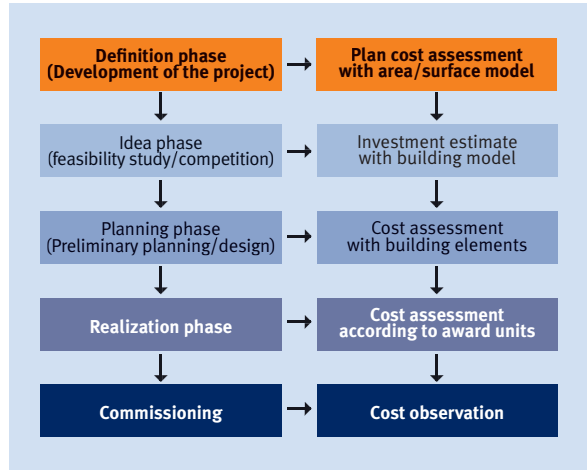 Definition phase
(Development of the project)
Plan cost assessment
with area/surface model
Idea phase
(feasibility study/competition)
Investment estimate
with building model
Planning phase
(Preliminary planning/design)
Cost assessment
with building elements
Realization phase
Cost assessment
according to award units
Commissioning
Cost observation